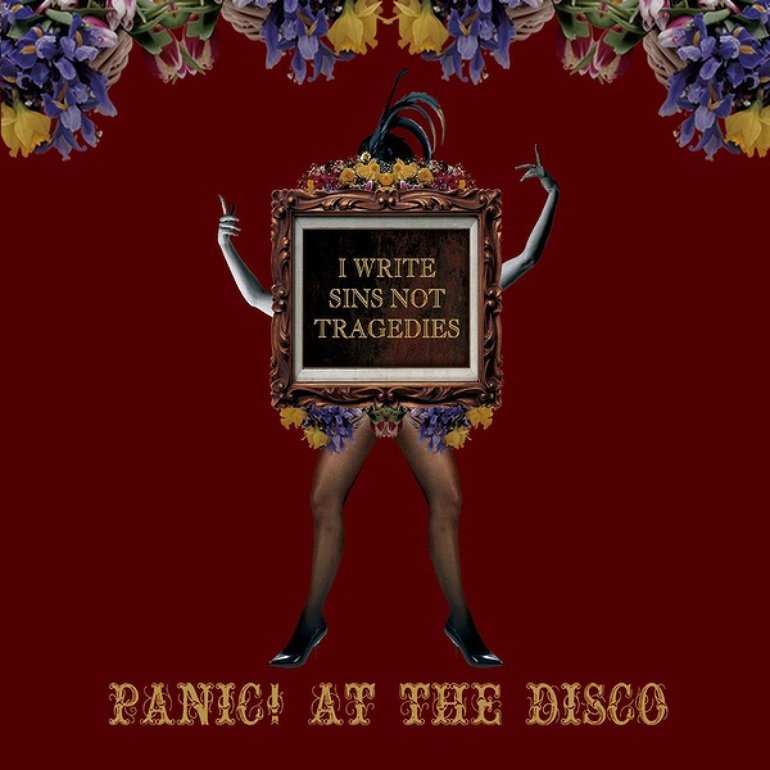 I WRITE
SINS NOT
TRAGEDIES
PANIC! AT THE DISCO